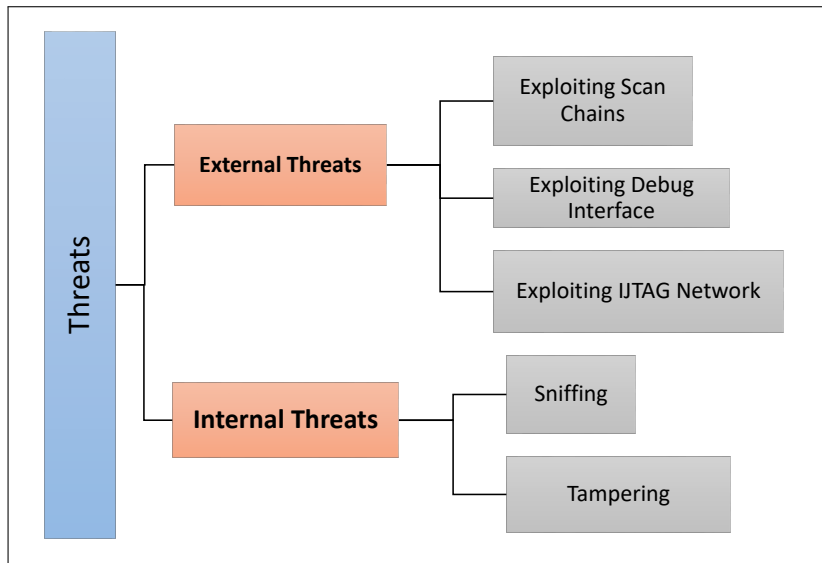 Threats
External Threats
Exploiting Scan
Chains
Exploiting Debug
Interface
Exploiting IJTAG Network
Internal Threats
Sniffing
Tampering